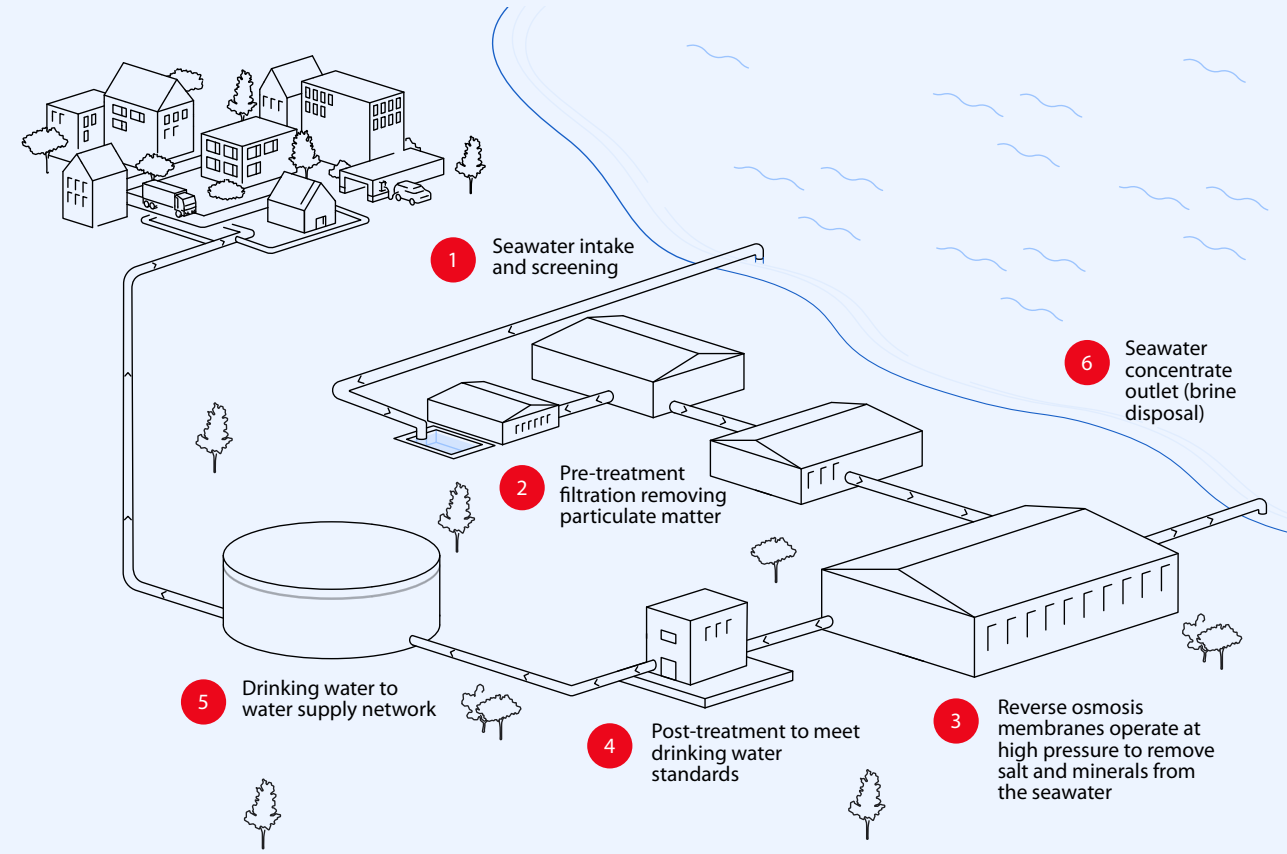 1
Seawater intake
and screening
2
Pre-treatment
filtration removing
particulate matter
3
Reverse osmosis
membranes operate at
high pressure to remove
salt and minerals from
the seawater
4
Post-treatment to meet
drinking water
standards
5
Drinking water to
water supply network
6
Seawater
concentrate
outlet (brine
disposal)